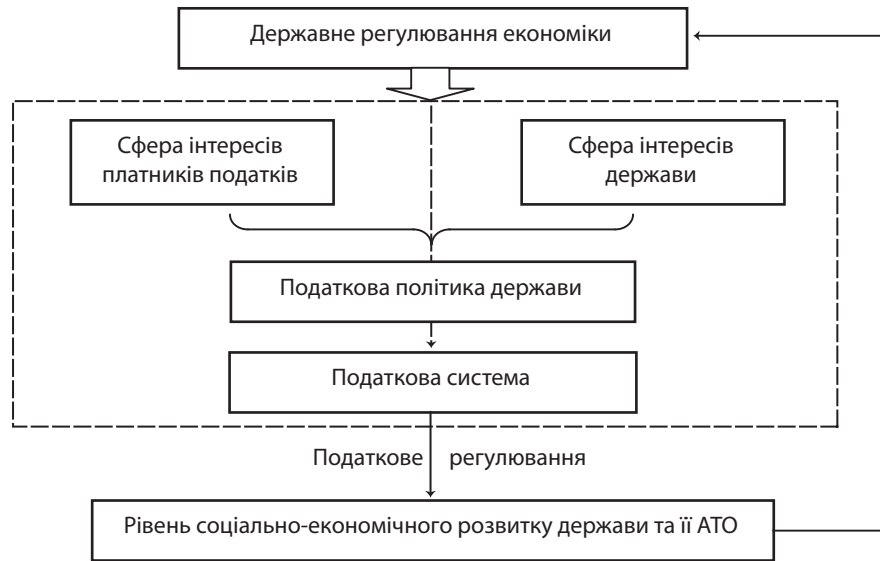 Державне регулювання економіки
Сфера інтересів
платників податків
Сфера інтересів
держави
Податкова політика держави
Податкова система
Податкове регулювання
Рівень соціально-економічного розвитку держави та її АТО